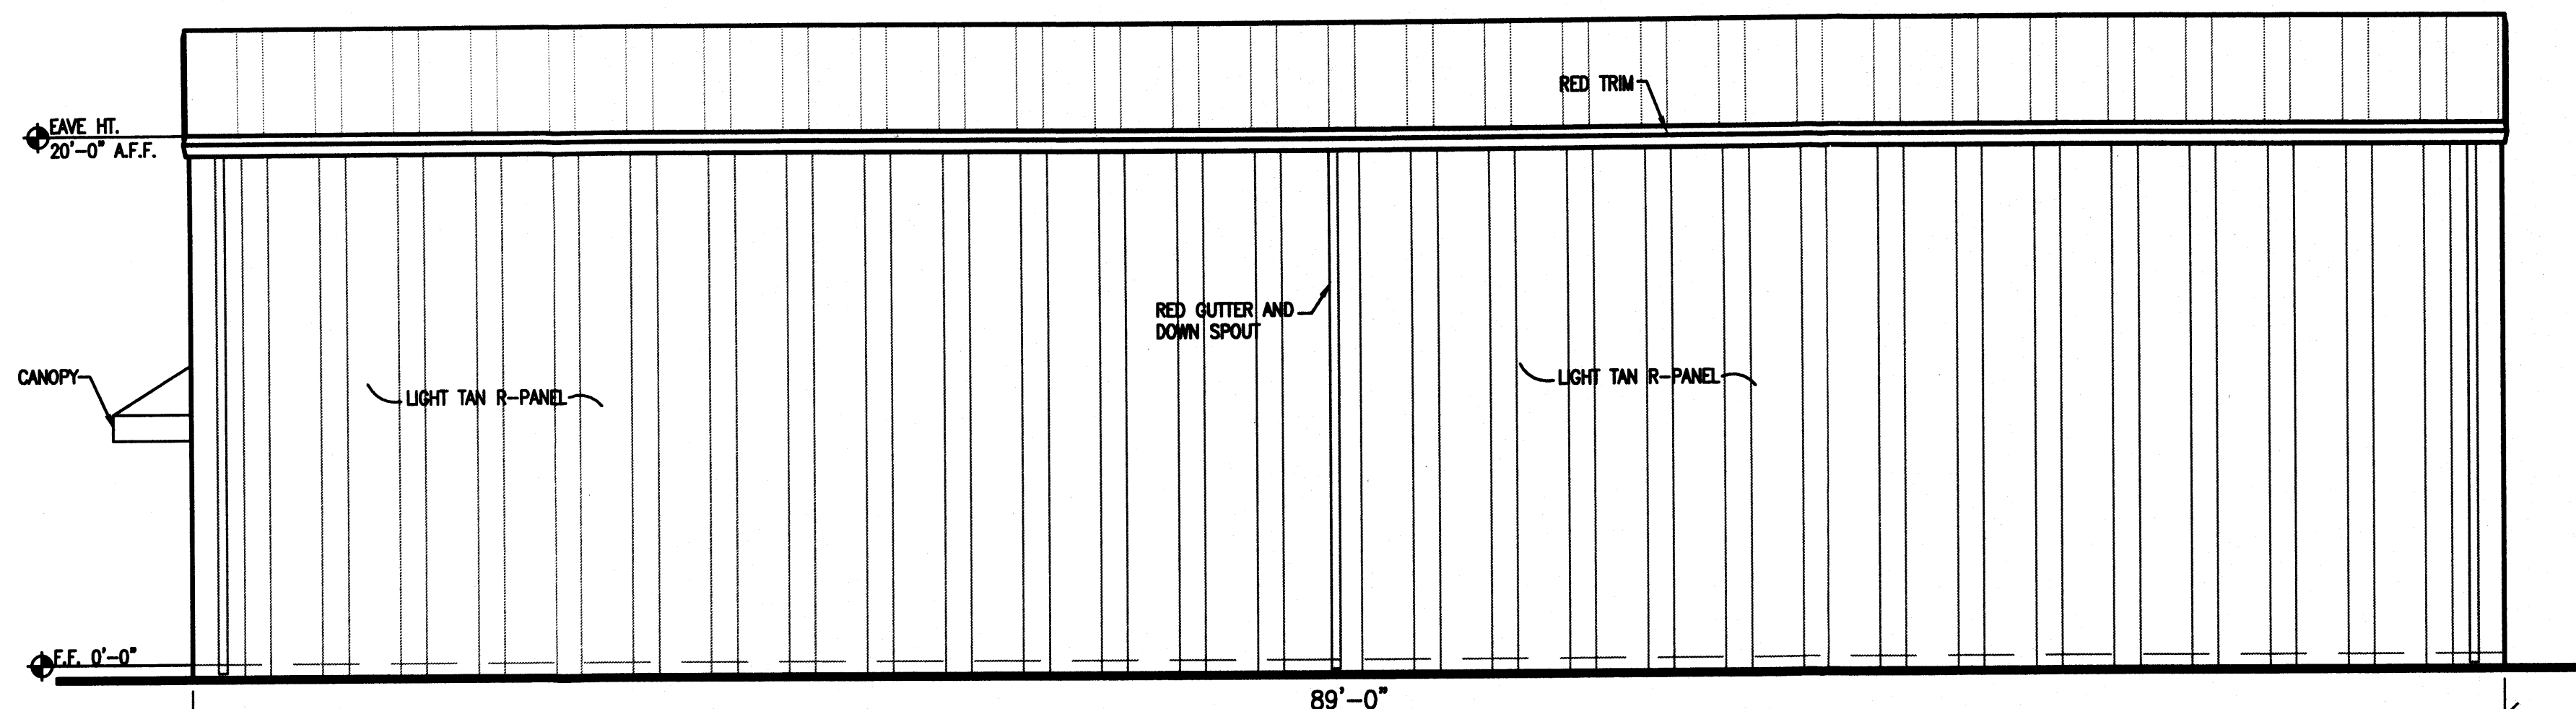 RED TRIM
EAVE HT.
20'-0" A.F.F.
RED GUTTER AND
DOWN SPOUT
CANOPY
LIGHT TAN R-PANEL
LIGHT TAN R-PANEL
F.F. 0'-0"
89'-0"